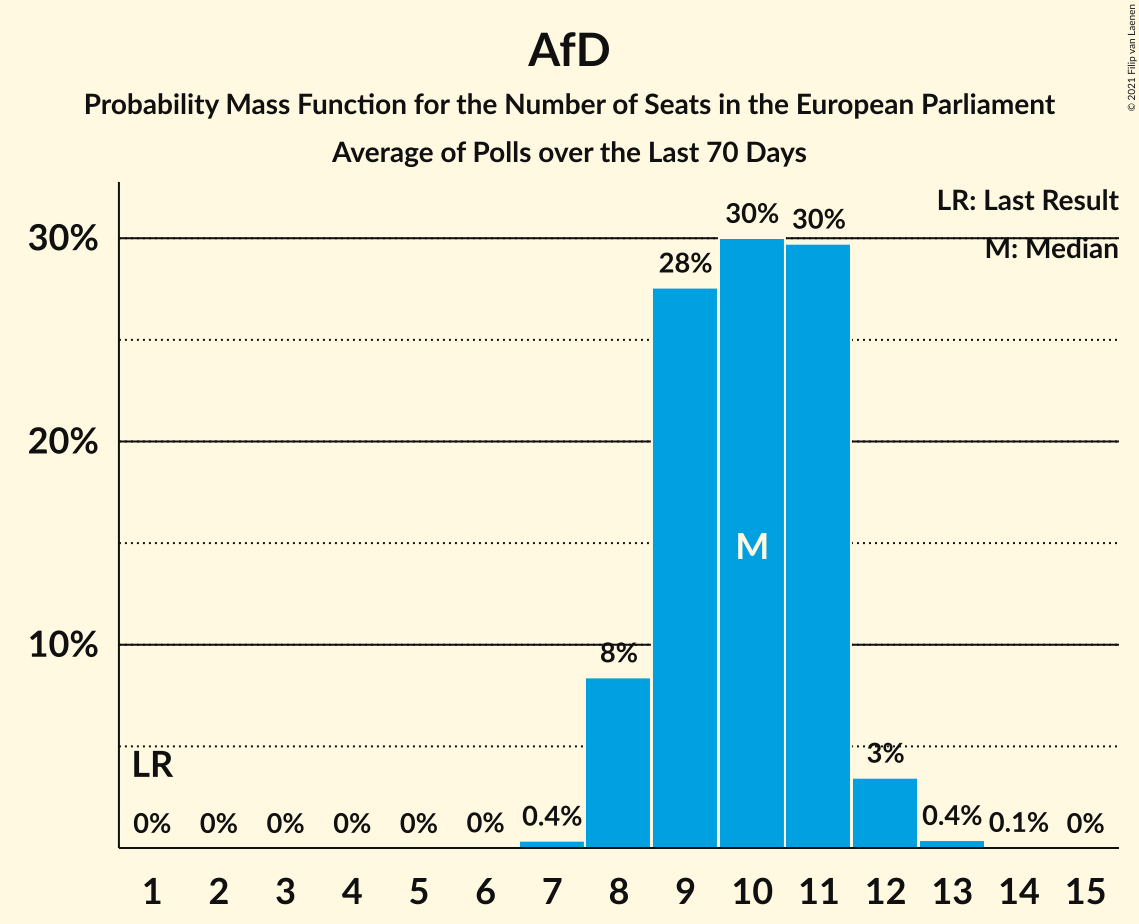 AfD
Probability Mass Function for the Number of Seats in the European Parliament
Average of Polls over the Last 70 Days
© 2021 Filip van Laenen
LR: Last Result
M: Median
30%
20%
10%
LR
M
0% 0% 0% 0% 0% 0% 0.4% 8% 28% 30% 30% 3% 0.4% 0.1% 0%
1 2 3 4 5 6 7 8 9 10 11 12 13 14 15